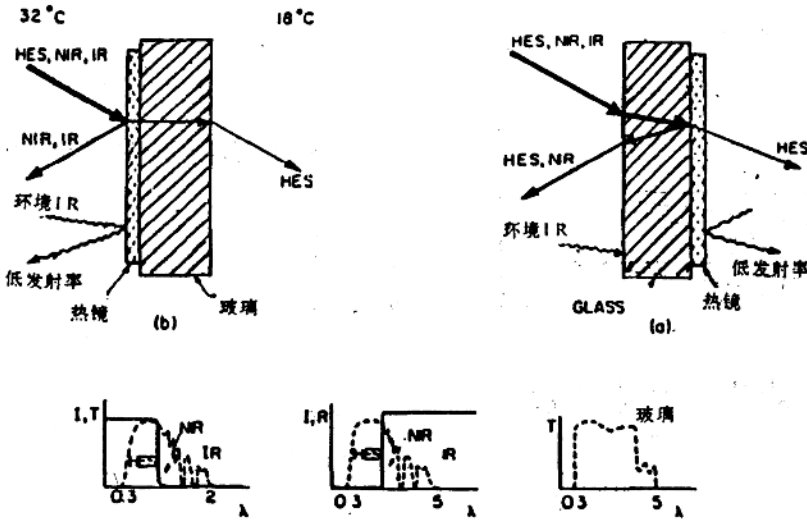 32°C
18°C
HES, NIR, IR
NIR, IR
环境IR
低发射率
热镜
(b)
玻璃
HES
HES, NIR, IR
HES, NIR
环境IR
GLASS
(a).
热镜
低发射率
HES
I,T
NIR
IR
HES
0.3
2
λ
I,R
NIR
IR
HES
0.3
5
λ
T
玻璃
0.3
5
λ